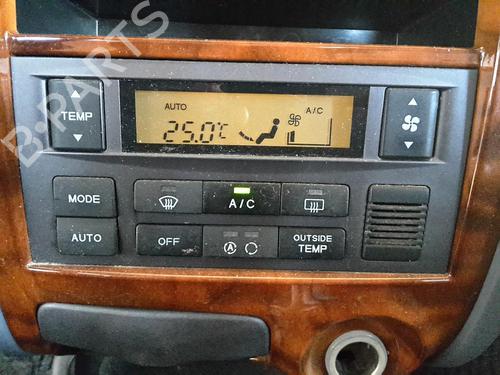 B-PARTS
AUTO
A/C
TEMP
25.0°C
MODE
A/C
AUTO
OFF
A
OUTSIDE
TEMP